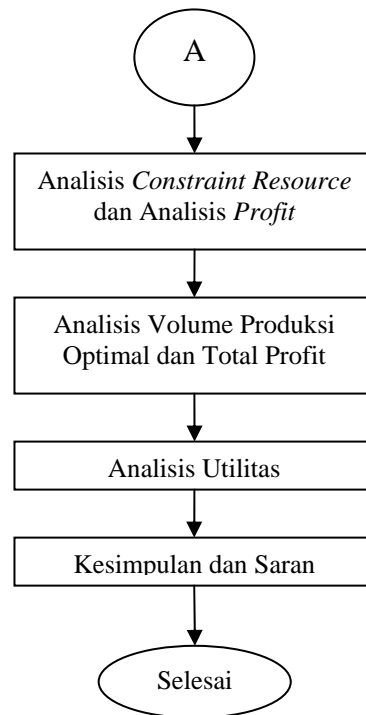 A
Analisis Constraint Resource
dan Analisis Profit
Analisis Volume Produksi
Optimal dan Total Profit
Analisis Utilitas
Kesimpulan dan Saran
Selesai